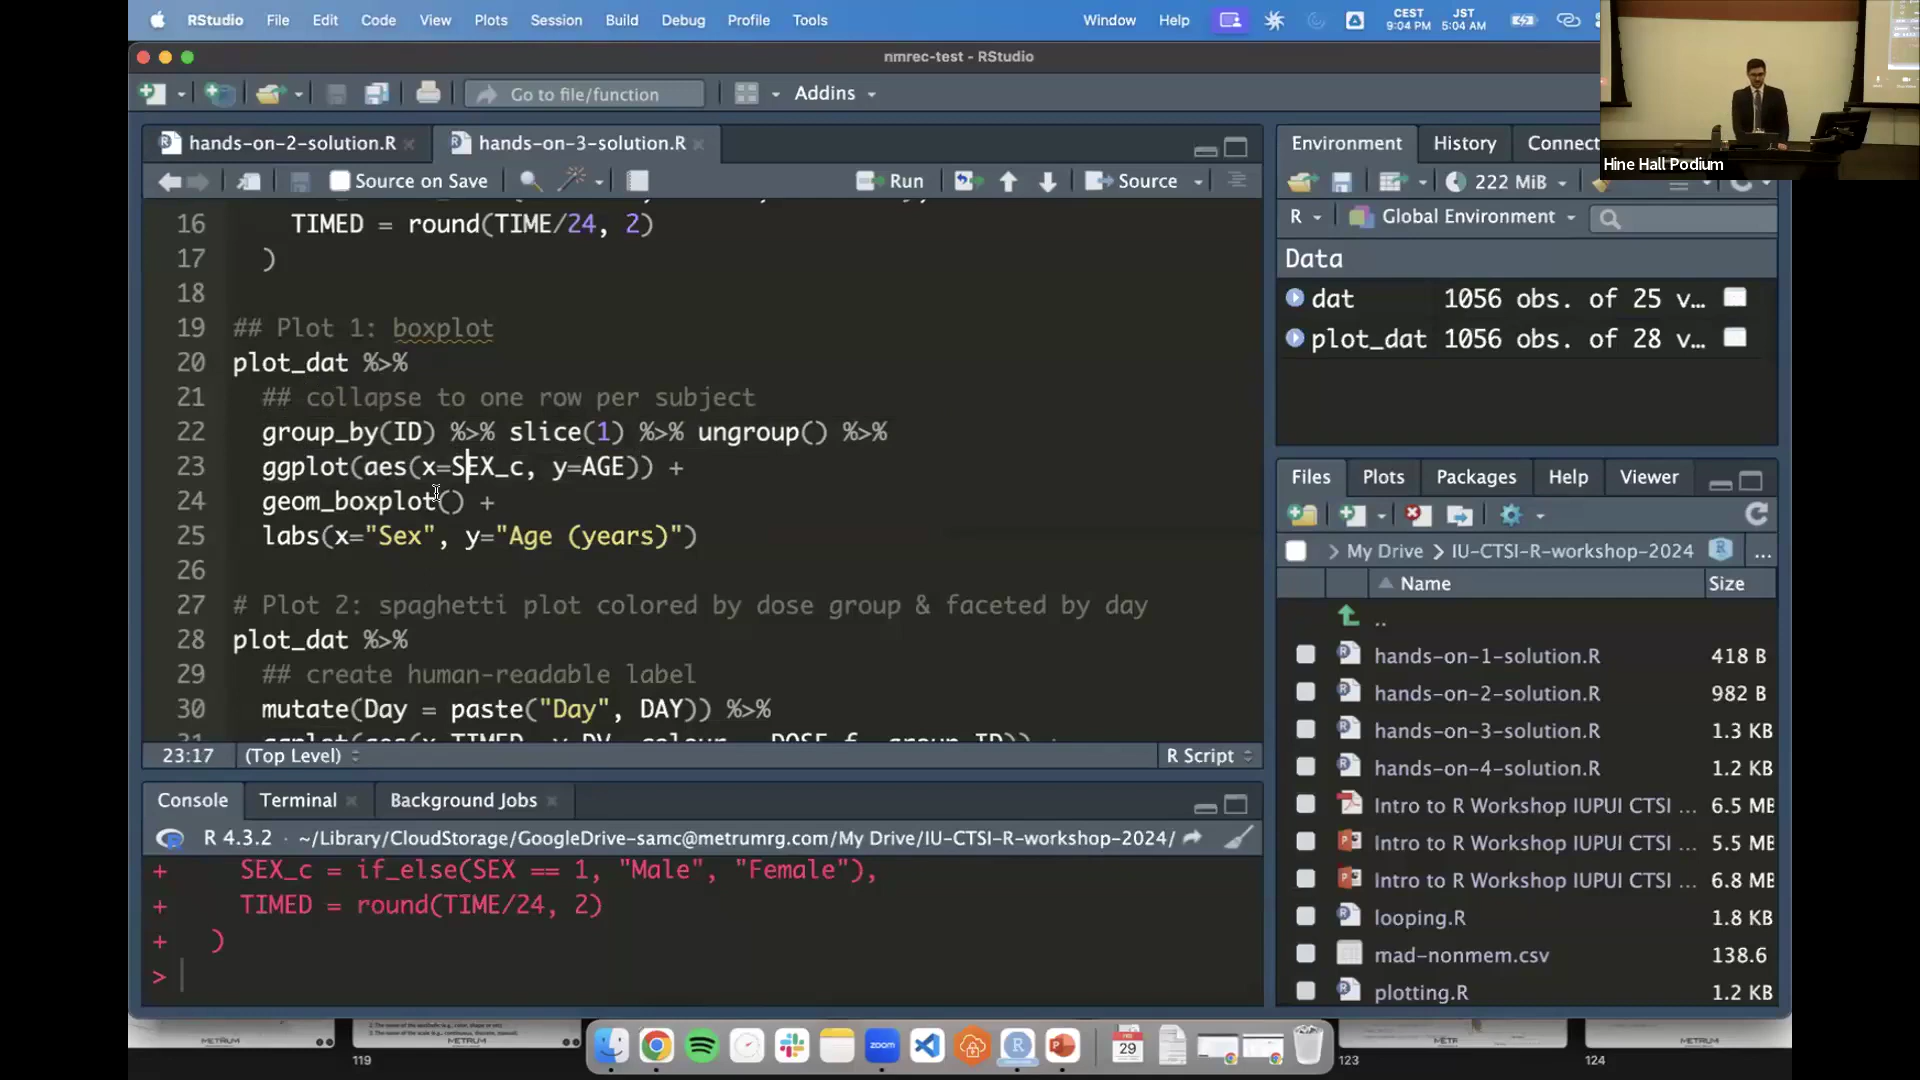 RStudio File Edit Code View Plots Session Build Debug Profile Tools Window Help CEST 9:04 PM JST 5:04 AM
nmrec-test - RStudio
Go to file/function Addins
hands-on-2-solution.R hands-on-3-solution.R
Source on Save Run Source
16 TIMED = round(TIME/24, 2)
17 )
18
19 ## Plot 1: boxplot
20 plot_dat %>%
21 ## collapse to one row per subject
22 group_by(ID) %>% slice(1) %>% ungroup() %>%
23 ggplot(aes(x=SEX_c, y=AGE)) +
24 geom_boxplot() +
25 labs(x="Sex", y="Age (years)")
26
27 # Plot 2: spaghetti plot colored by dose group & faceted by day
28 plot_dat %>%
29 ## create human-readable label
30 mutate(Day = paste("Day", DAY)) %>%
23:17 (Top Level) R Script
Console Terminal Background Jobs
R 4.3.2 · ~/Library/CloudStorage/GoogleDrive-samc@metrumrg.com/My Drive/IU-CTSI-R-workshop-2024/
+ SEX_c = if_else(SEX == 1, "Male", "Female"),
+ TIMED = round(TIME/24, 2)
+ )
>
Hine Hall Podium
Environment History Connect
222 MiB
R Global Environment
Data
dat 1056 obs. of 25 v…
plot_dat 1056 obs. of 28 v…
Files Plots Packages Help Viewer
My Drive IU-CTSI-R-workshop-2024 ...
Name Size
..
hands-on-1-solution.R 418 B
hands-on-2-solution.R 982 B
hands-on-3-solution.R 1.3 KB
hands-on-4-solution.R 1.2 KB
Intro to R Workshop IUPUI CTSI … 6.5 MB
Intro to R Workshop IUPUI CTSI … 5.5 MB
Intro to R Workshop IUPUI CTSI … 6.8 MB
looping.R 1.8 KB
mad-nonmem.csv 138.6
plotting.R 1.2 KB
METRUM METRUM
zoom 29
119 123 124